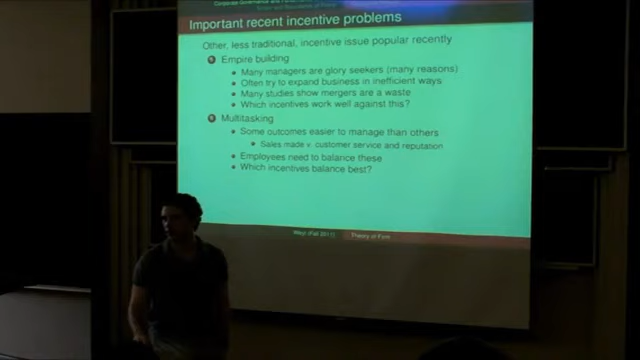 Corporate Governance and
Important recent incentive problems
Other, less traditional, incentive issue popular recently
Empire building
Many managers are glory seekers (many reasons)
Often try to expand business in inefficient ways
Many studies show mergers are a waste
Which incentives work well against this?
Multitasking
Some outcomes easier to manage than others
Sales made v. customer service and reputation
Employees need to balance these
Which incentives balance best?
Theory of Firm